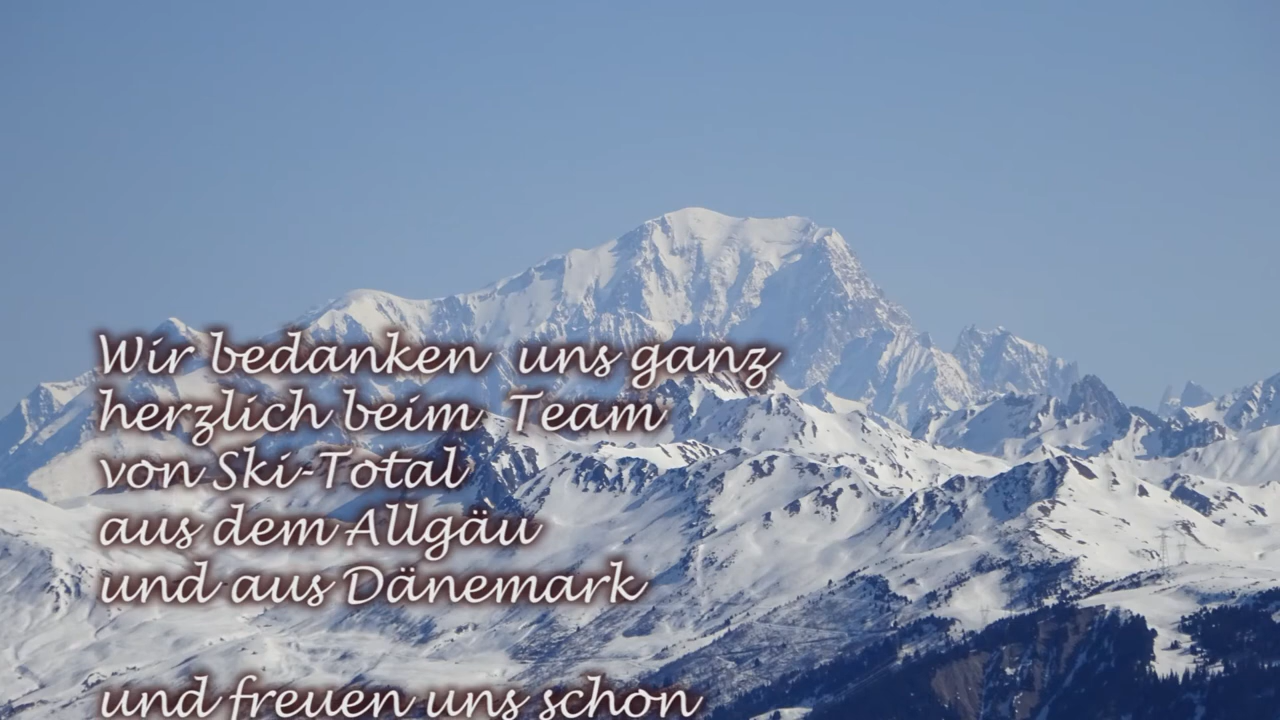 Wir bedanken uns ganz
herzlich beim Team
von Ski-Total
aus dem Allgäu
und aus Dänemark
und freuen uns schon